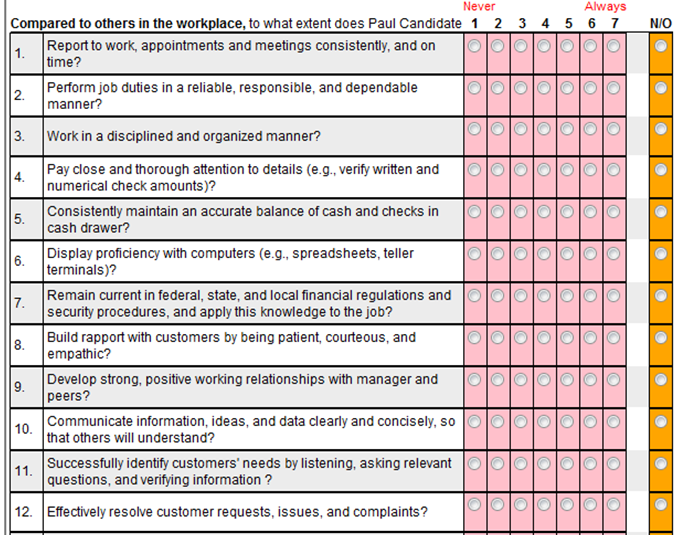 Never Always
Compared to others in the workplace, to what extent does Paul Candidate 1 2 3 4 5 6 7 N/O
1. Report to work, appointments and meetings consistently, and on
time?
2. Perform job duties in a reliable, responsible, and dependable
manner?
3. Work in a disciplined and organized manner?
4. Pay close and thorough attention to details (e.g., verify written and
numerical check amounts)?
5. Consistently maintain an accurate balance of cash and checks in
cash drawer?
6. Display proficiency with computers (e.g., spreadsheets, teller
terminals)?
7. Remain current in federal, state, and local financial regulations and
security procedures, and apply this knowledge to the job?
8. Build rapport with customers by being patient, courteous, and
empathic?
9. Develop strong, positive working relationships with manager and
peers?
10. Communicate information, ideas, and data clearly and concisely, so
that others will understand?
11. Successfully identify customers' needs by listening, asking relevant
questions, and verifying information ?
12. Effectively resolve customer requests, issues, and complaints?